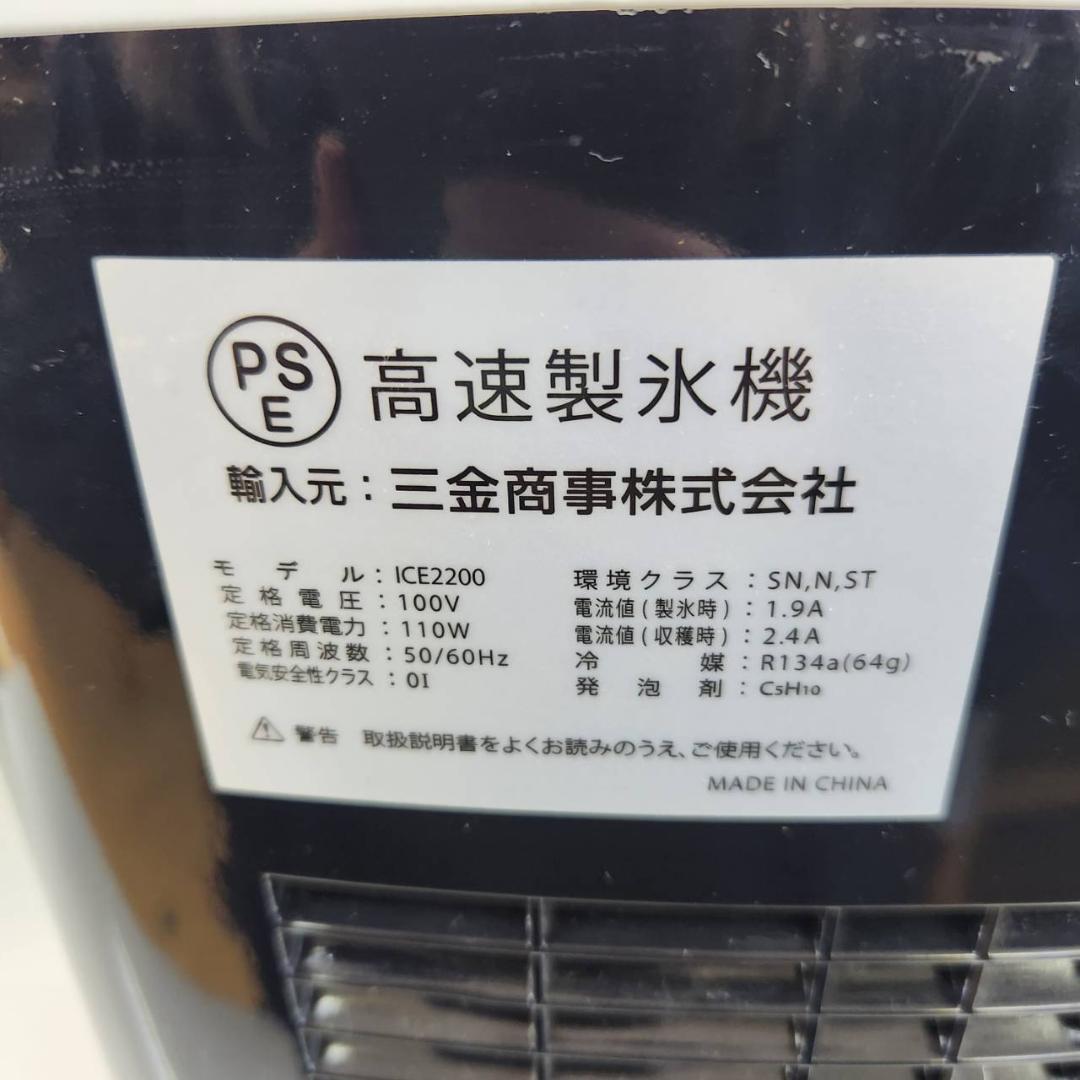 PSE 高速製氷機
輸入元：三金商事株式会社
モデル：ICE2200
定格電圧：100V
定格消費電力：110W
定格周波数：50/60Hz
電気安全性クラス：0I
環境クラス：SN,N,ST
電流値(製氷時)：1.9A
電流値(収穫時)：2.4A
冷媒：R134a(64g)
発泡剤：C5H10
警告 取扱説明書をよくお読みのうえ、ご使用ください。
MADE IN CHINA